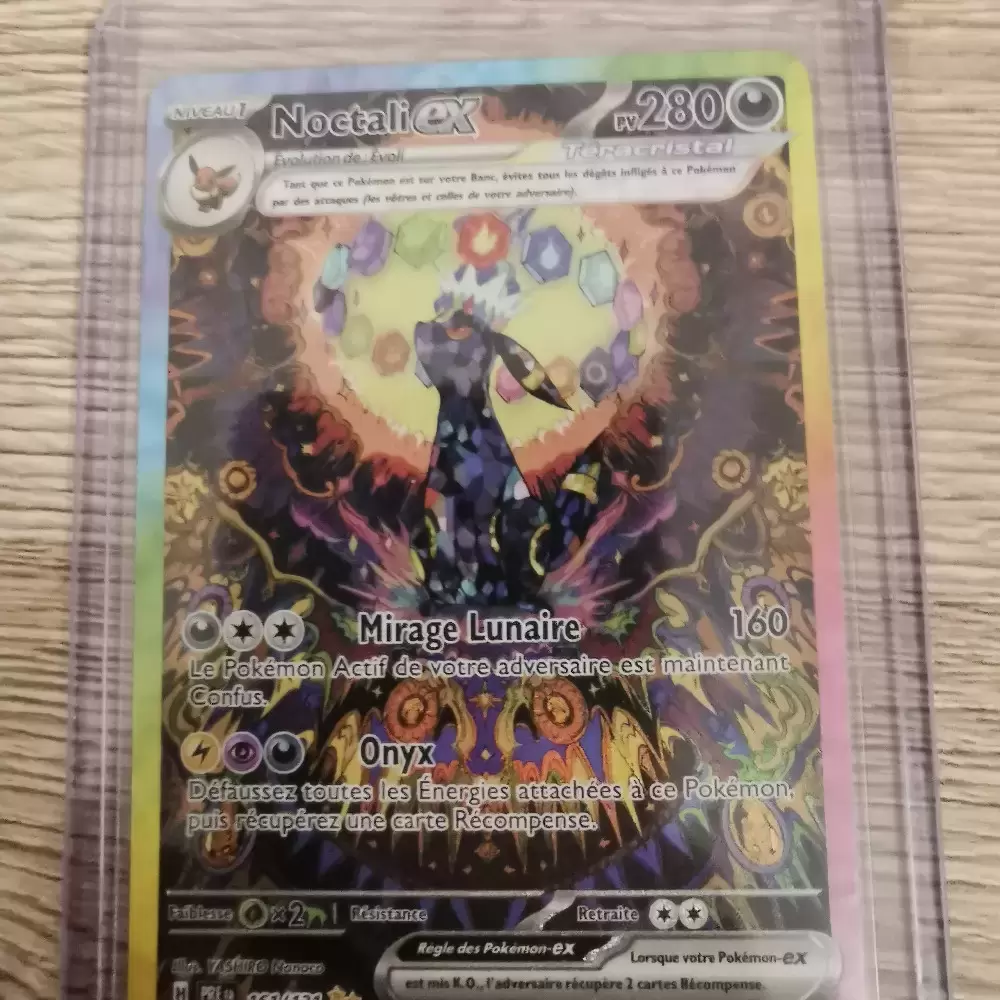 NIVEAU 1
Noctali ex
PV 280
Évolution de : Évoli
Téracristal
Tant que ce Pokémon est sur votre Banc, évitez tous les dégâts infligés à ce Pokémon
par des attaques (les vôtres et celles de votre adversaire).
Mirage Lunaire 160
Le Pokémon Actif de votre adversaire est maintenant
Confus.
Onyx
Défaussez toutes les Énergies attachées à ce Pokémon,
puis récupérez une carte Récompense.
Faiblesse x2 Résistance Retraite
Règle des Pokémon-ex
Lorsque votre Pokémon-ex
est mis K.O., l'adversaire récupère 2 cartes Récompense.
Illus. YASHIRO Nanaco